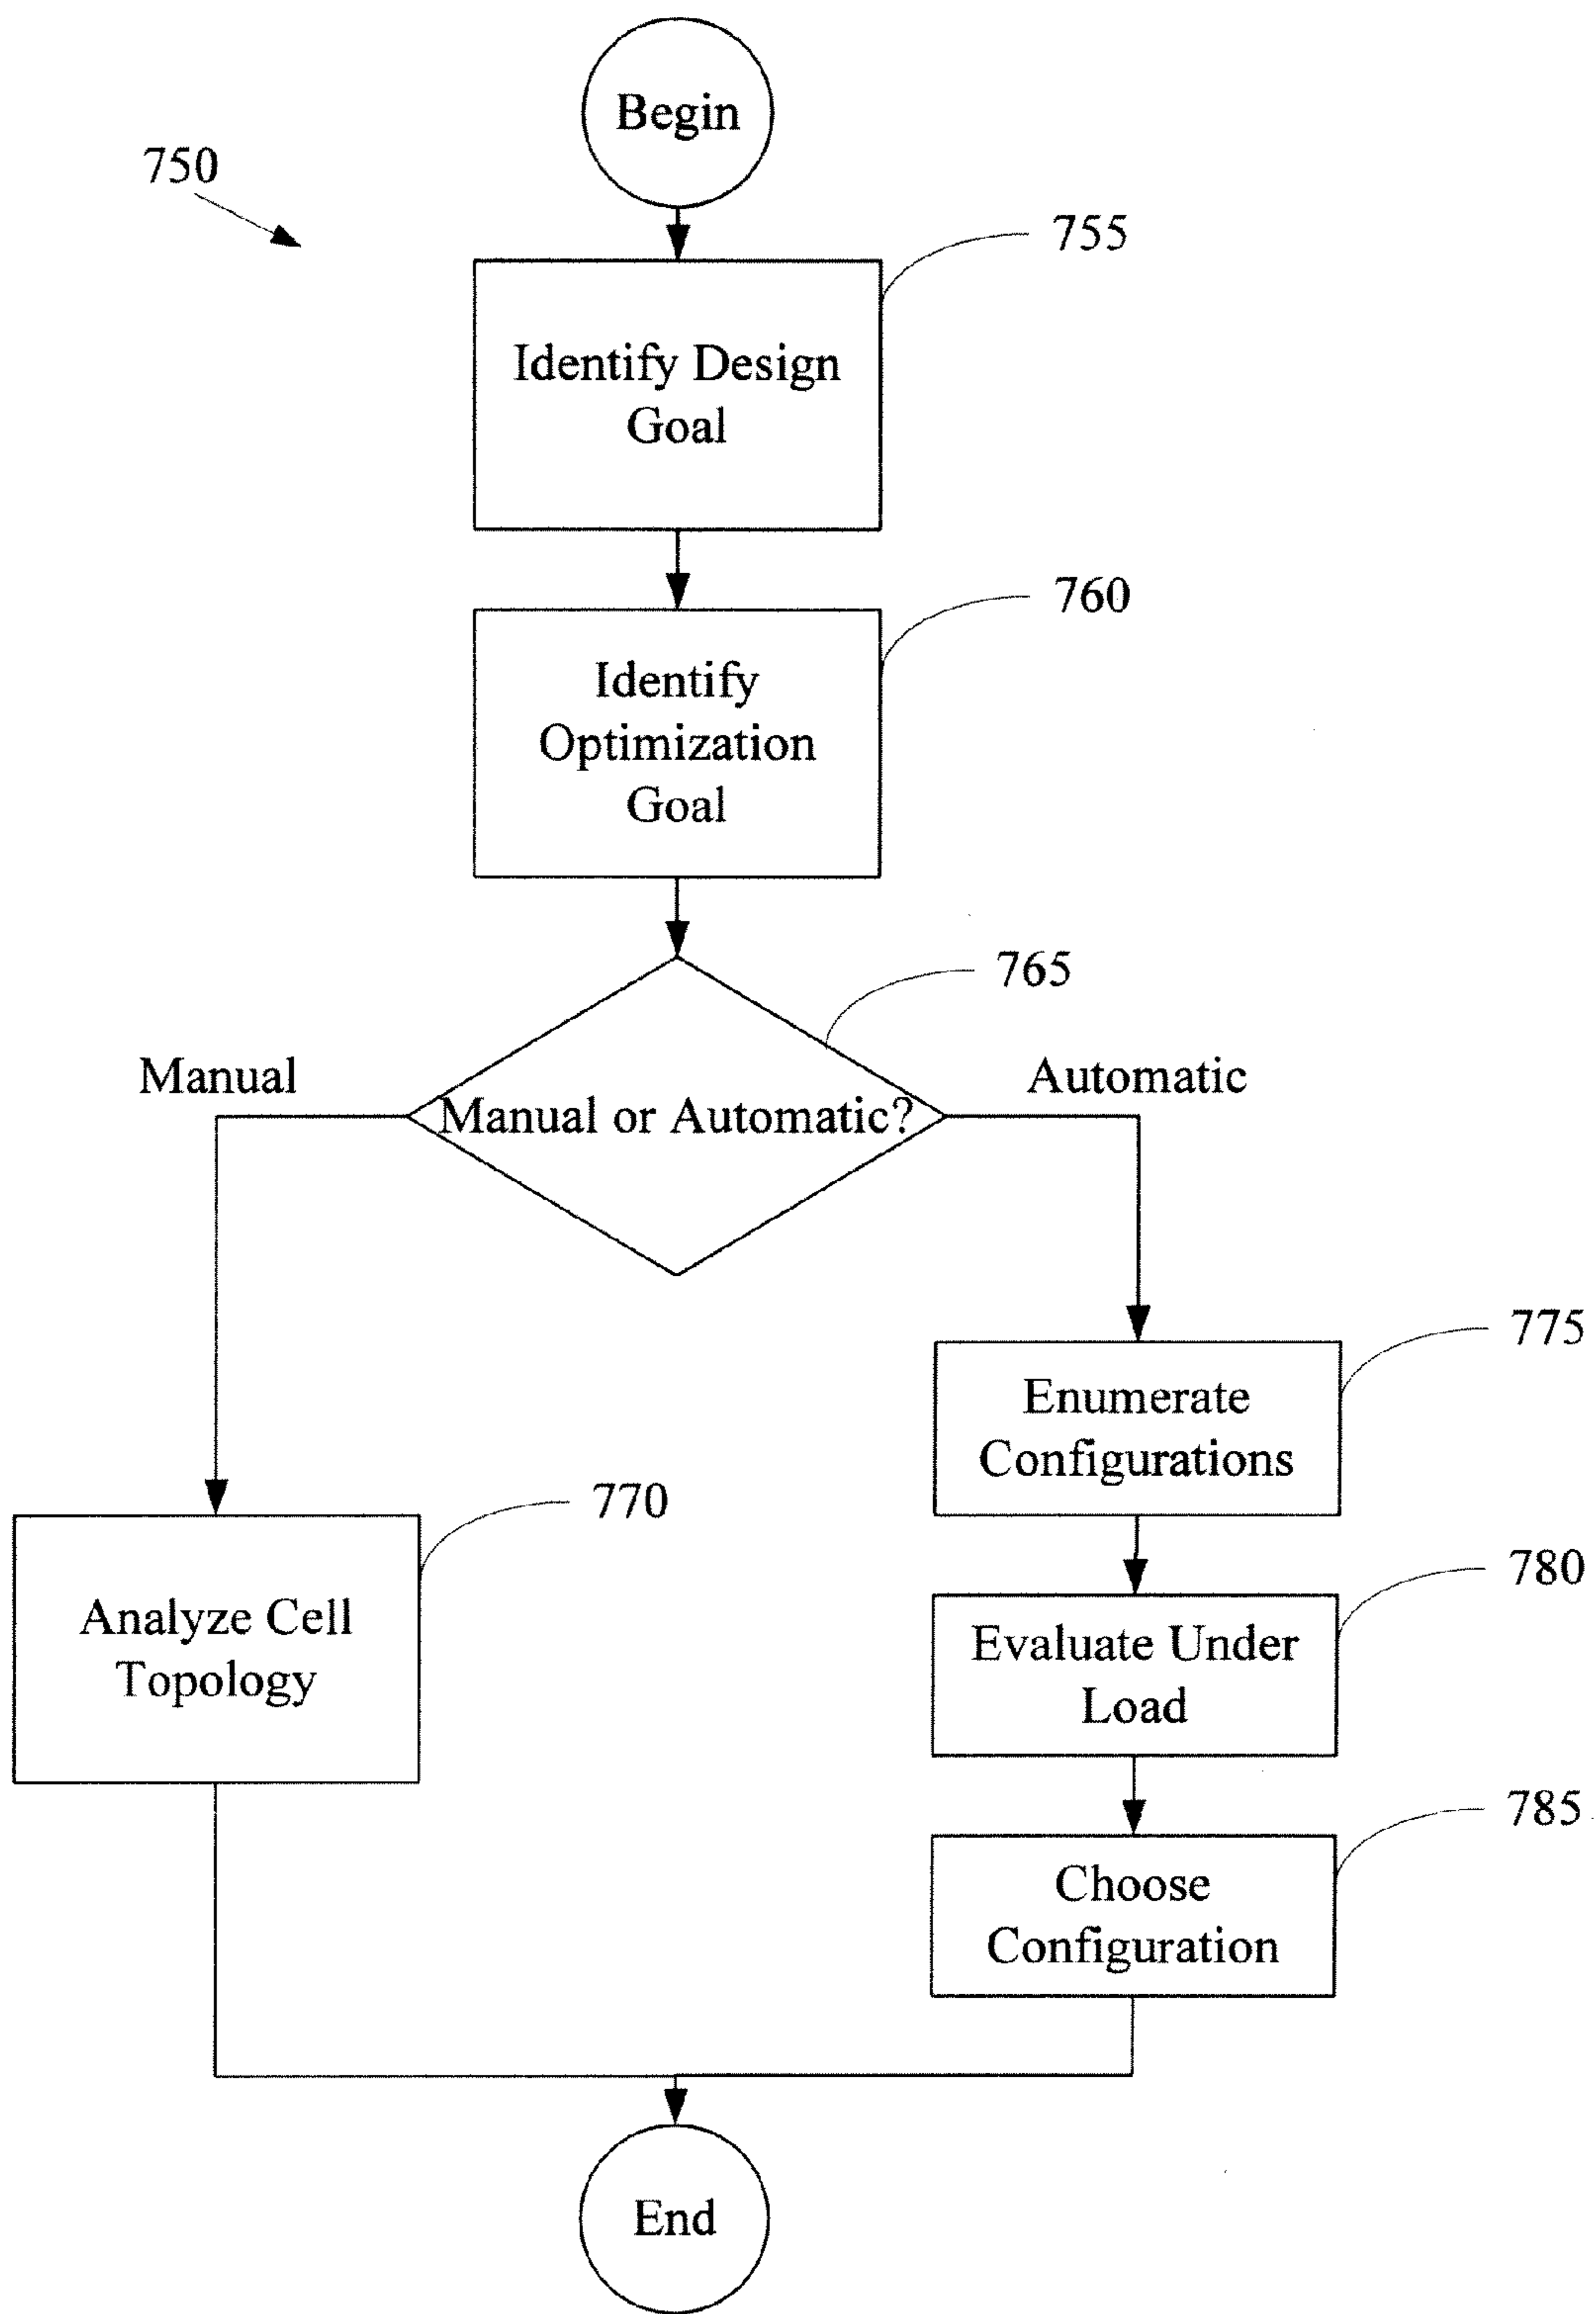 Begin
750
755
Identify Design
Goal
760
Identify
Optimization
Goal
765
Manual
Automatic
Manual or Automatic?
775
Enumerate
Configurations
770
Analyze Cell
Topology
780
Evaluate Under
Load
785
Choose
Configuration
End